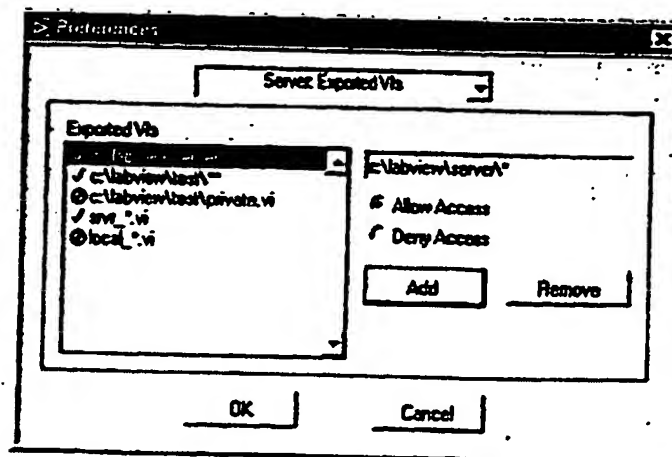 Preferences
Server: Exported VIs
Exported VIs
c:\labview\test\**
c:\labview\test\private.vi
srvr_*.vi
local_*.vi
c:\labview\server\*
Allow Access
Deny Access
Add
Remove
OK
Cancel